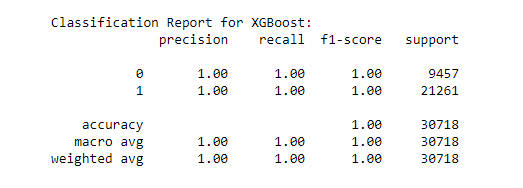 Classification Report for XGBoost:
precision recall f1-score support
0 1.00 1.00 1.00 9457
1 1.00 1.00 1.00 21261
accuracy 1.00 30718
macro avg 1.00 1.00 1.00 30718
weighted avg 1.00 1.00 1.00 30718